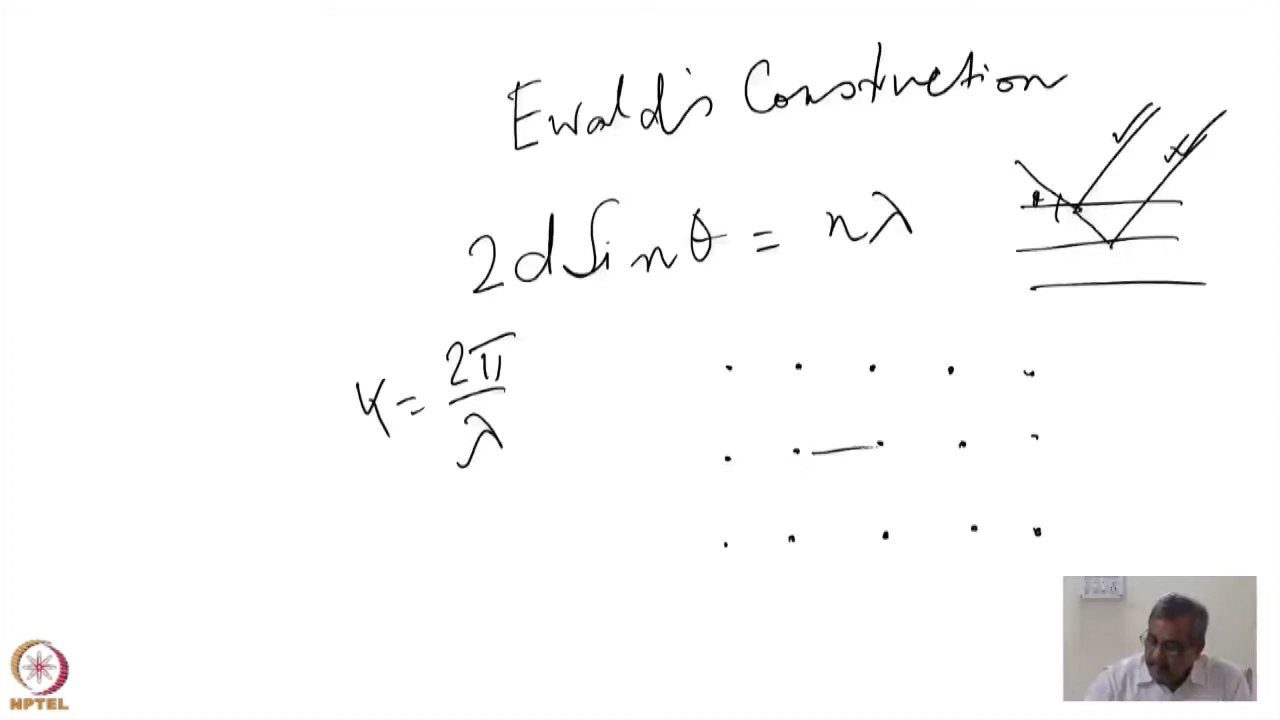 Ewald's Construction
2d Sin θ = nλ
K = 2π/λ
NPTEL